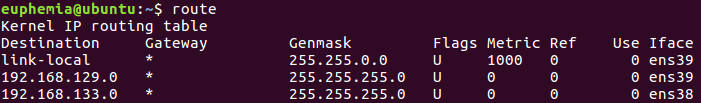 euphemia@ubuntu:~$ route
Kernel IP routing table
Destination     Gateway         Genmask         Flags Metric Ref    Use Iface
link-local      *               255.255.0.0     U     1000   0        0 ens39
192.168.129.0   *               255.255.255.0   U     0      0        0 ens39
192.168.133.0   *               255.255.255.0   U     0      0        0 ens38